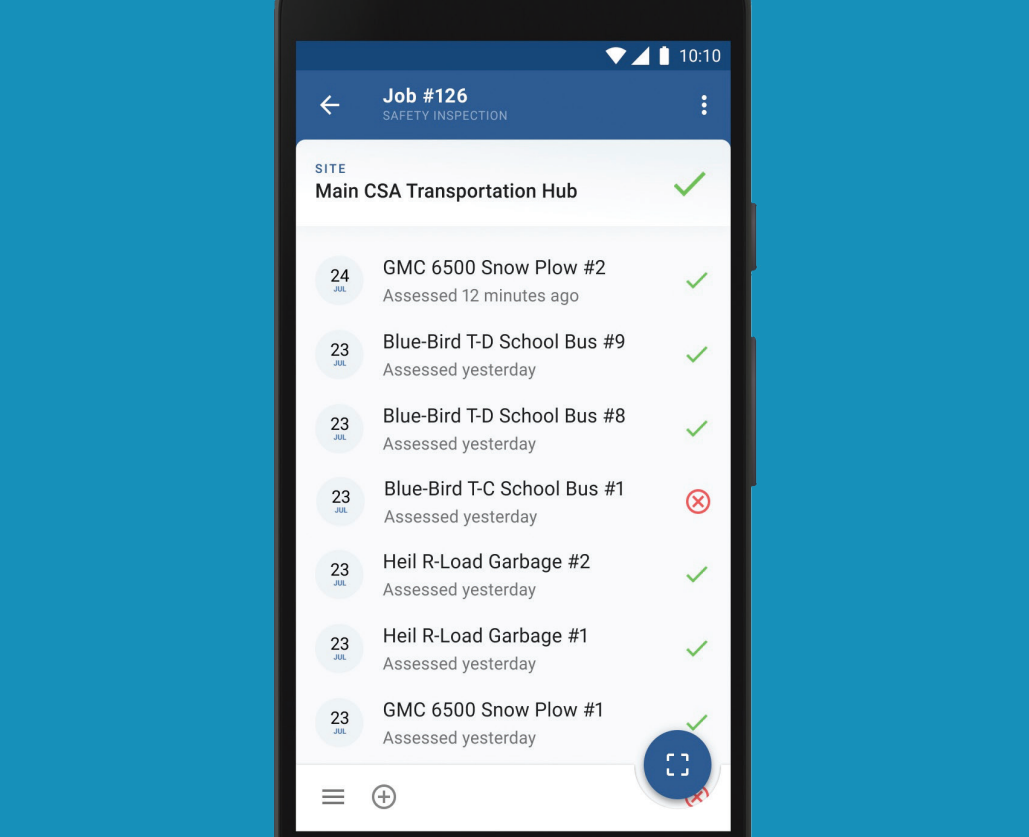 10:10
Job #126
SAFETY INSPECTION
SITE
Main CSA Transportation Hub
24
JUL
GMC 6500 Snow Plow #2
Assessed 12 minutes ago
23
JUL
Blue-Bird T-D School Bus #9
Assessed yesterday
23
JUL
Blue-Bird T-D School Bus #8
Assessed yesterday
23
JUL
Blue-Bird T-C School Bus #1
Assessed yesterday
23
JUL
Heil R-Load Garbage #2
Assessed yesterday
23
JUL
Heil R-Load Garbage #1
Assessed yesterday
23
JUL
GMC 6500 Snow Plow #1
Assessed yesterday